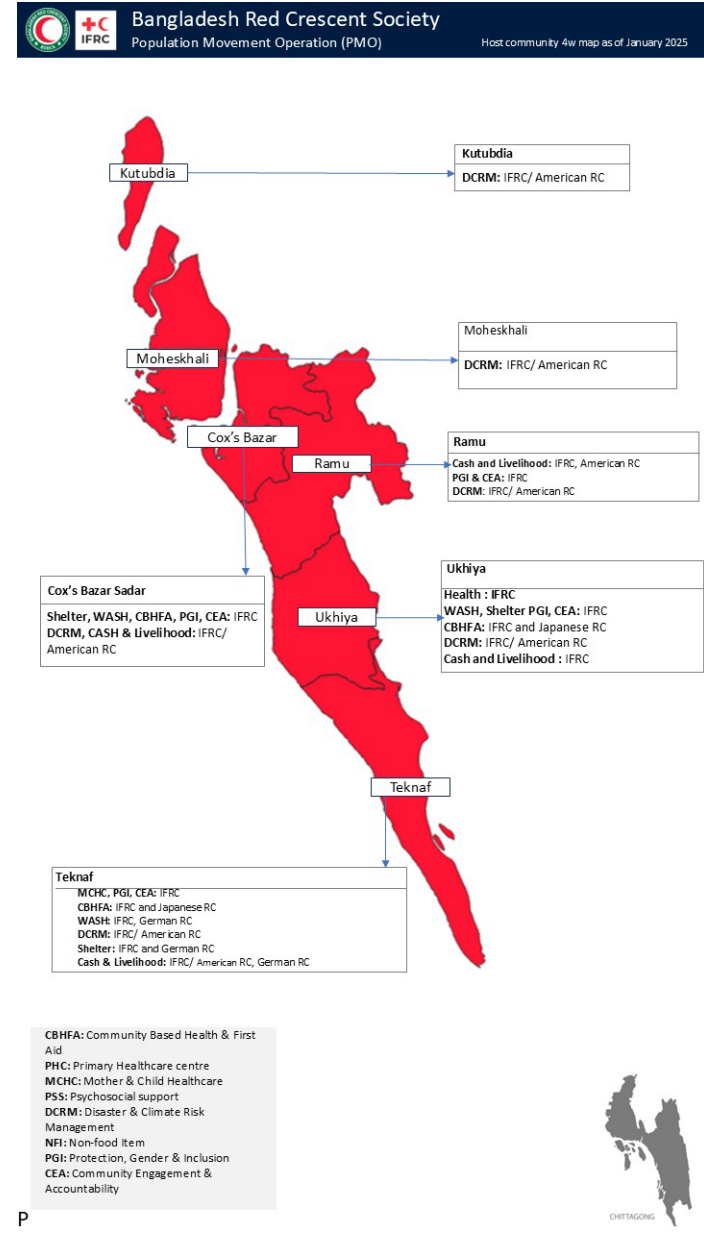 Bangladesh Red Crescent Society
IFRC
Population Movement Operation (PMO)
Host community 4w map as of January 2025
Kutubdia
Kutubdia
DCRM: IFRC/ American RC
Moheskhali
Moheskhali
DCRM: IFRC/ American RC
Cox's Bazar
Ramu
Ramu
Cash and Livelihood: IFRC, American RC
PGI & CEA: IFRC
DCRM: IFRC/ American RC
Cox's Bazar Sadar
Shelter, WASH, CBHFA, PGI, CEA: IFRC
DCRM, CASH & Livelihood: IFRC/
American RC
Ukhiya
Ukhiya
Health : IFRC
WASH, Shelter PGI, CEA: IFRC
CBHFA: IFRC and Japanese RC
DCRM: IFRC/ American RC
Cash and Livelihood : IFRC
Teknaf
Teknaf
MCHC, PGI, CEA: IFRC
CBHFA: IFRC and Japanese RC
WASH: IFRC, German RC
DCRM: IFRC/ American RC
Shelter: IFRC and German RC
Cash & Livelihood: IFRC/ American RC, German RC
CBHFA: Community Based Health & First
Aid
PHC: Primary Healthcare centre
MCHC: Mother & Child Healthcare
PSS: Psychosocial support
DCRM: Disaster & Climate Risk
Management
NFI: Non-food Item
PGI: Protection, Gender & Inclusion
CEA: Community Engagement &
Accountability
CHITTAGONG
P